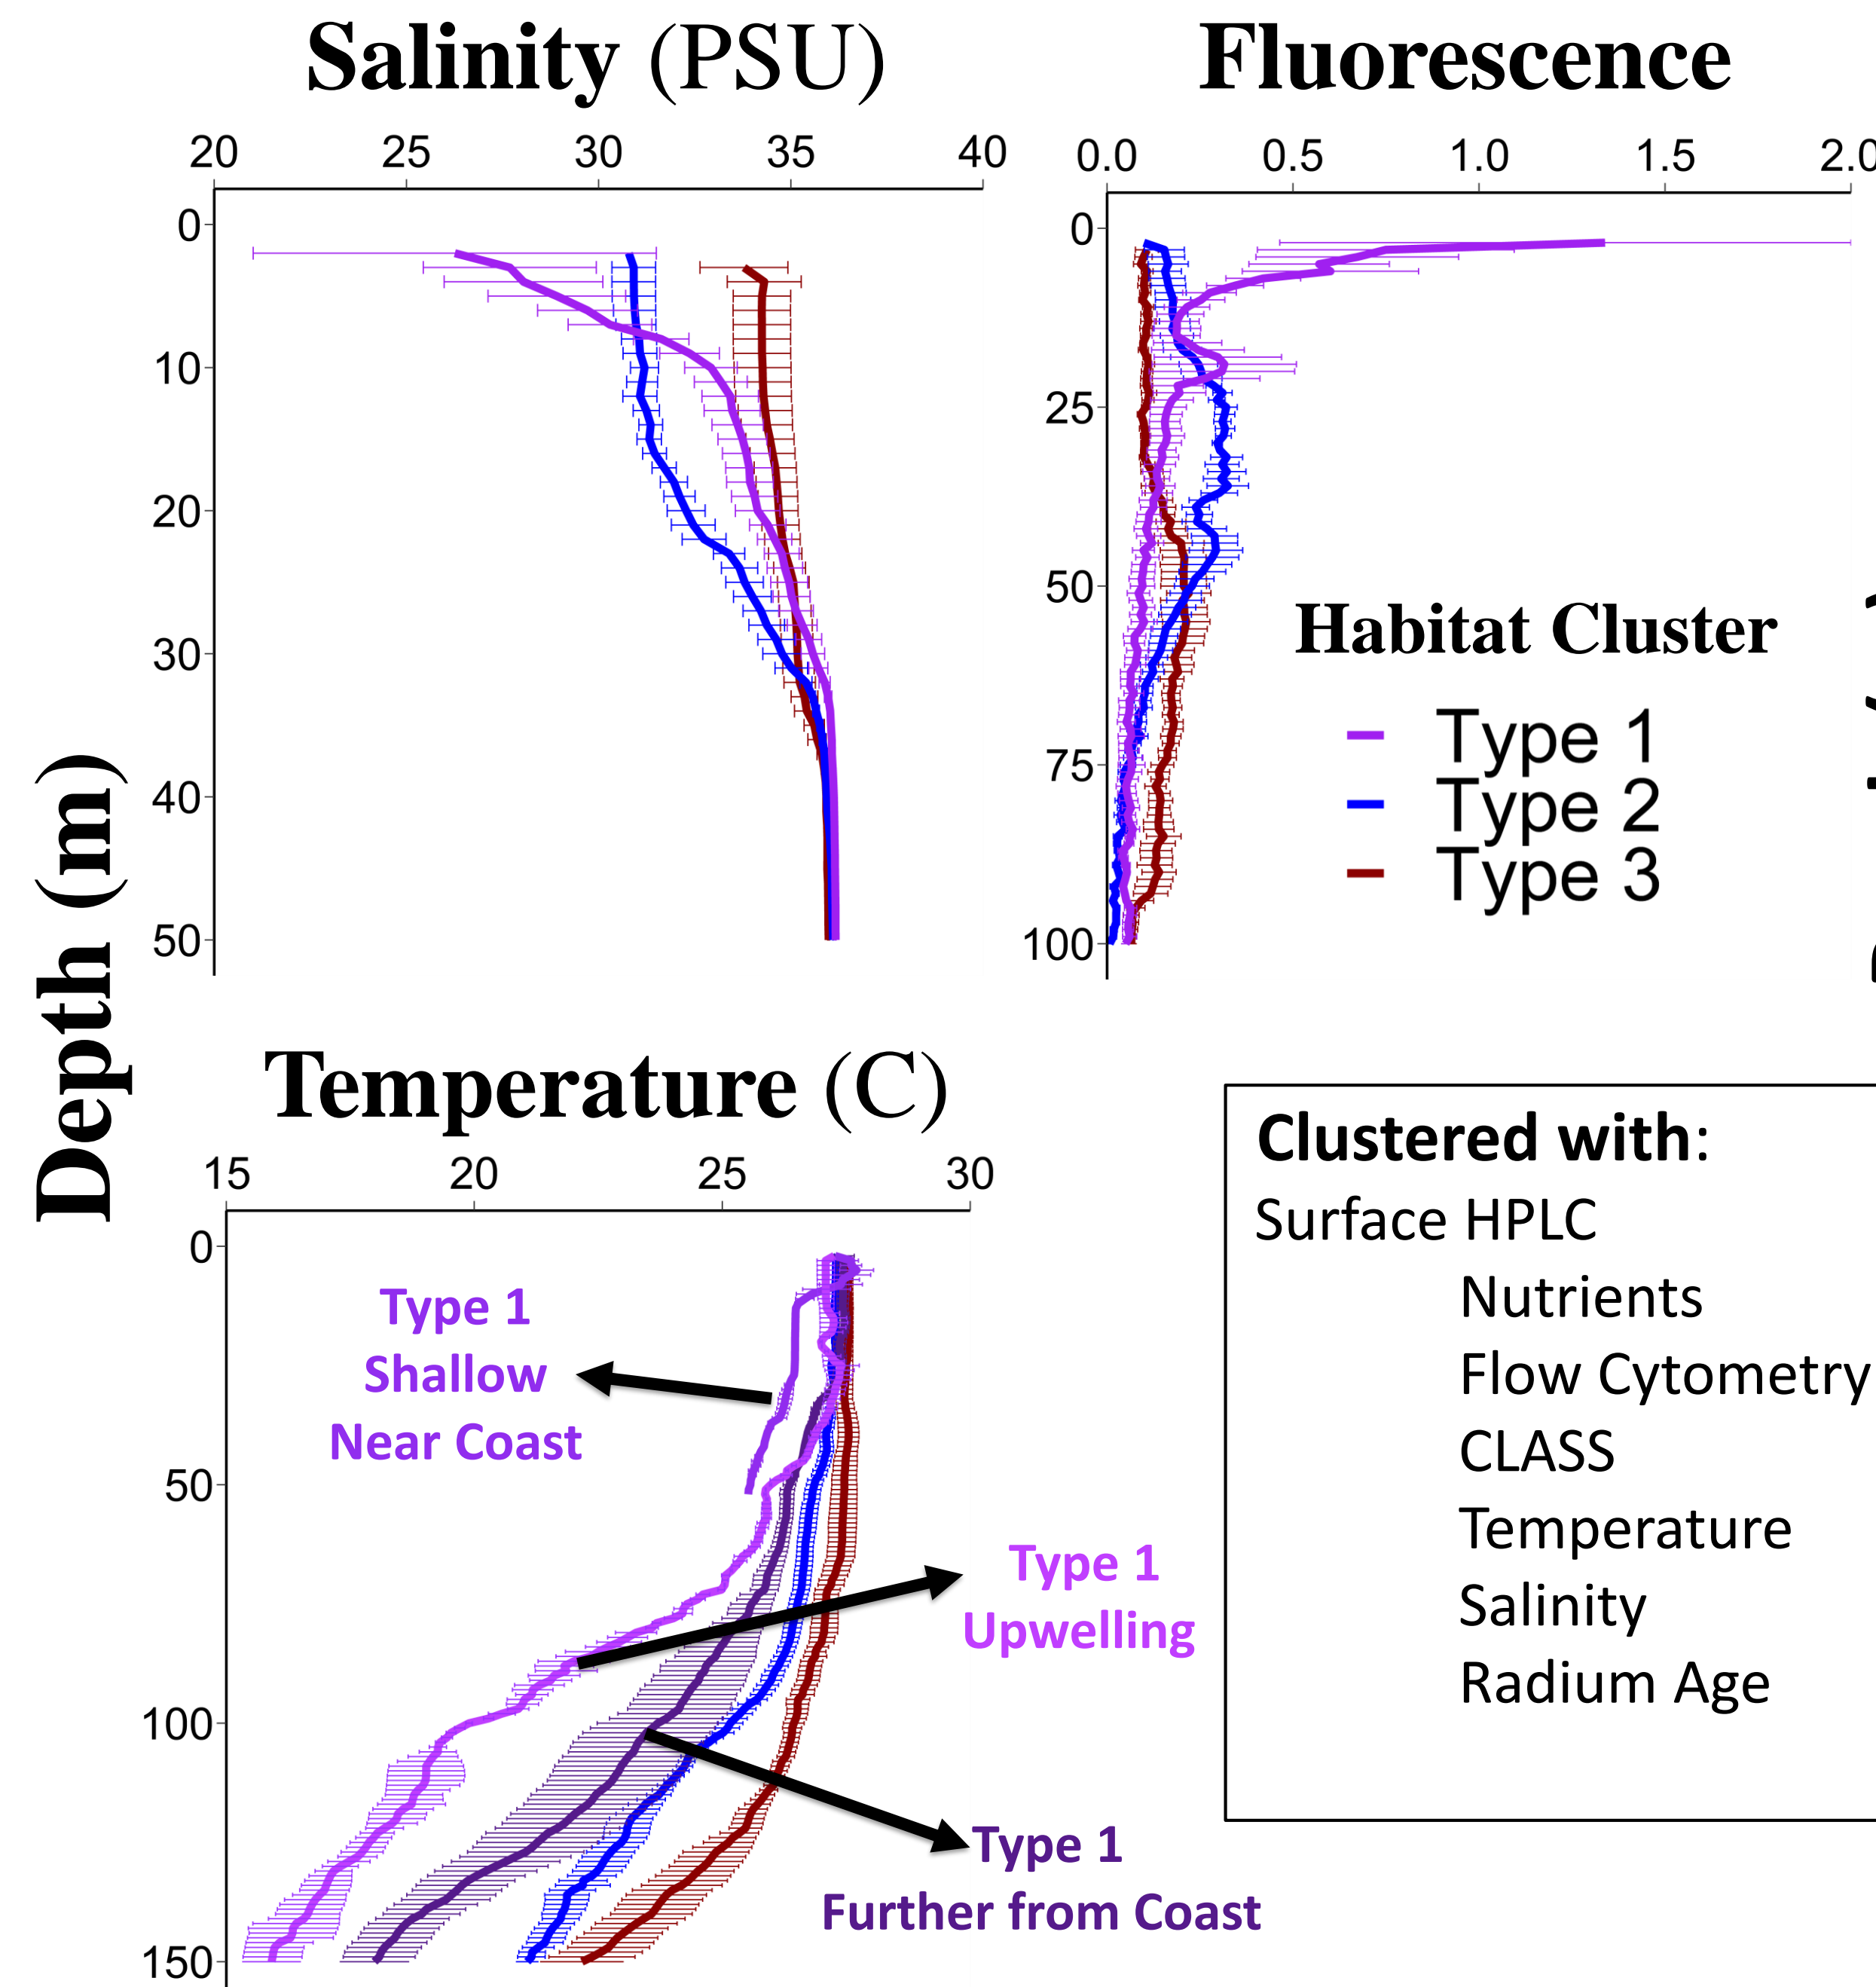 Salinity (PSU)
20 25 30 35 40
0
10
20
30
40
50
Fluorescence
0.0 0.5 1.0 1.5 2.0
0
25
50
75
100
Habitat Cluster
Type 1
Type 2
Type 3
Depth (m)
Temperature (C)
15 20 25 30
0
50
100
150
Type 1
Shallow
Near Coast
Type 1
Upwelling
Type 1
Further from Coast
Clustered with:
Surface HPLC
Nutrients
Flow Cytometry
CLASS
Temperature
Salinity
Radium Age